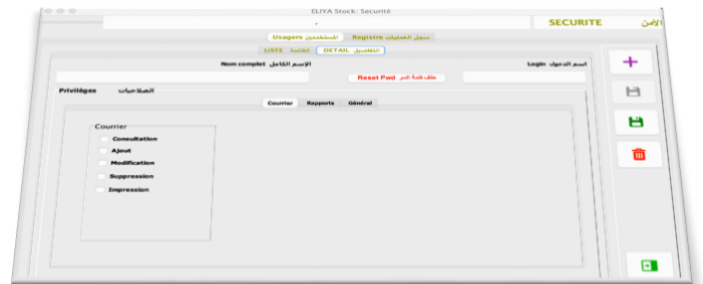 ELIYA Stock: Securité
SECURITE الأمن
Usagers المستخدمين Registre سجل العمليات
LISTE القائمة DETAIL التفاصيل
Nom complet الإسم الكامل Login اسم الدخول
Reset Pwd
Privilèges الصلاحيات
Courrier Rapports Général
Courrier
Consultation
Ajout
Modification
Suppression
Impression